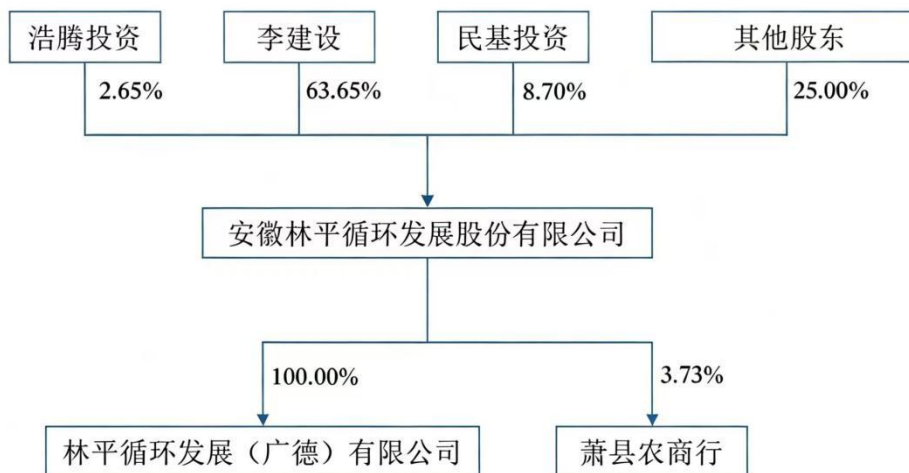 浩腾投资
李建设
民基投资
其他股东
2.65%
63.65%
8.70%
25.00%
安徽林平循环发展股份有限公司
100.00%
3.73%
林平循环发展（广德）有限公司
萧县农商行